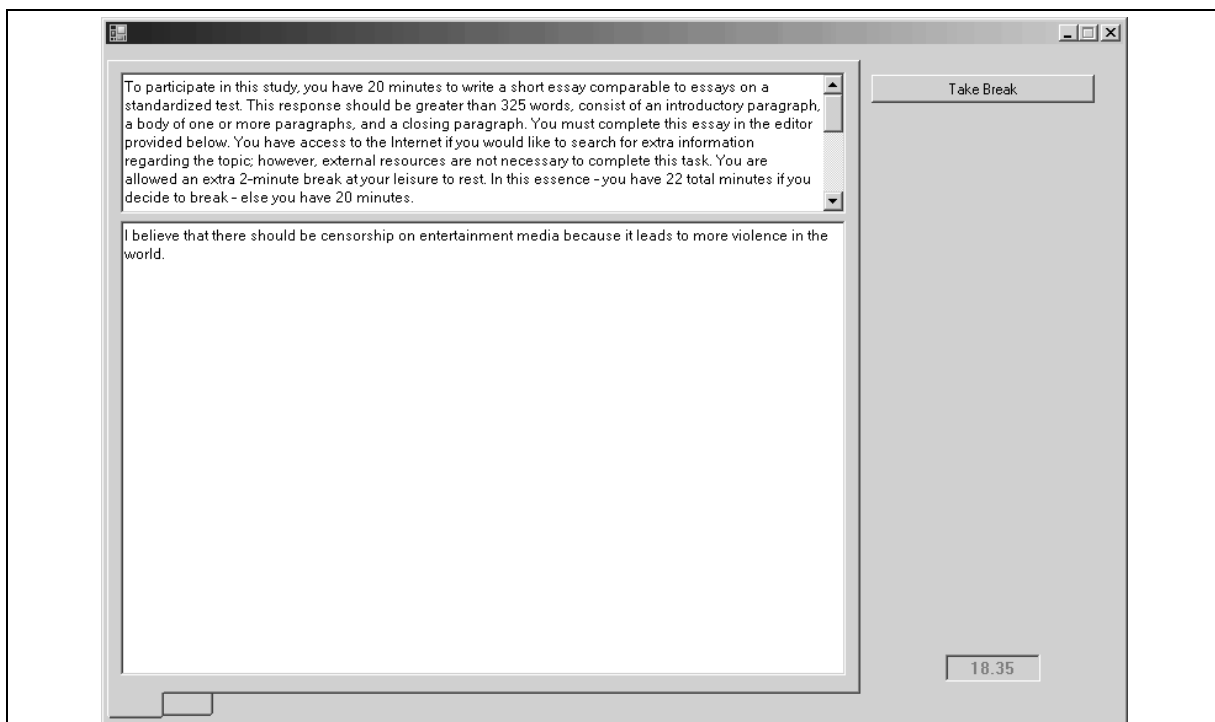 To participate in this study, you have 20 minutes to write a short essay comparable to essays on a
standardized test. This response should be greater than 325 words, consist of an introductory paragraph,
a body of one or more paragraphs, and a closing paragraph. You must complete this essay in the editor
provided below. You have access to the Internet if you would like to search for extra information
regarding the topic; however, external resources are not necessary to complete this task. You are
allowed an extra 2-minute break at your leisure to rest. In this essence - you have 22 total minutes if you
decide to break - else you have 20 minutes.
Take Break
I believe that there should be censorship on entertainment media because it leads to more violence in the
world.
18.35